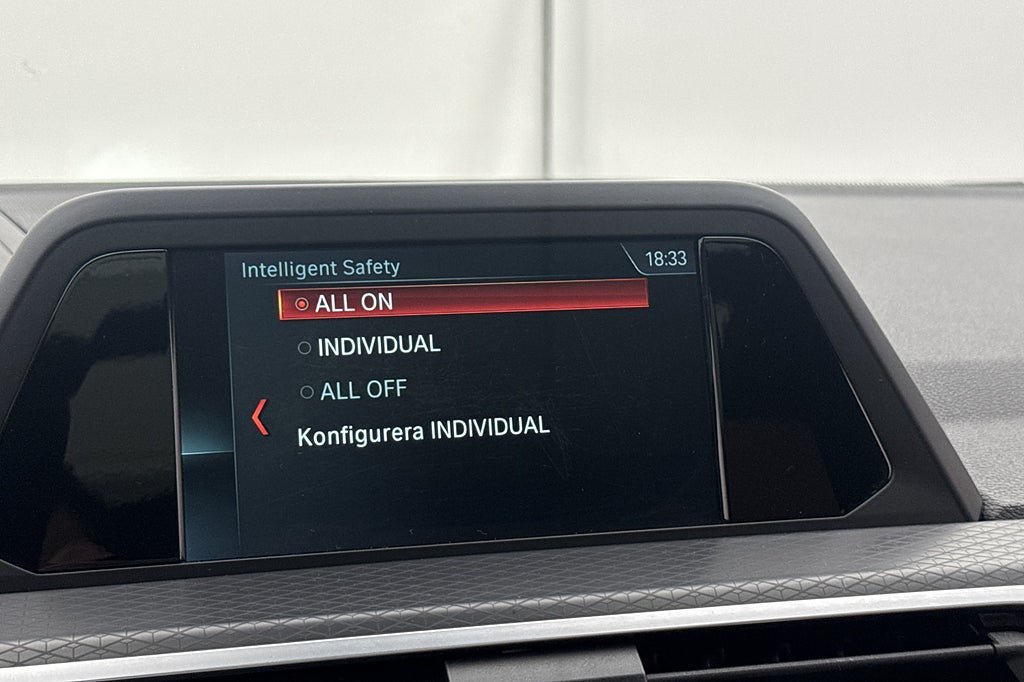 Intelligent Safety 18:33
ALL ON
INDIVIDUAL
ALL OFF
Konfigurera INDIVIDUAL